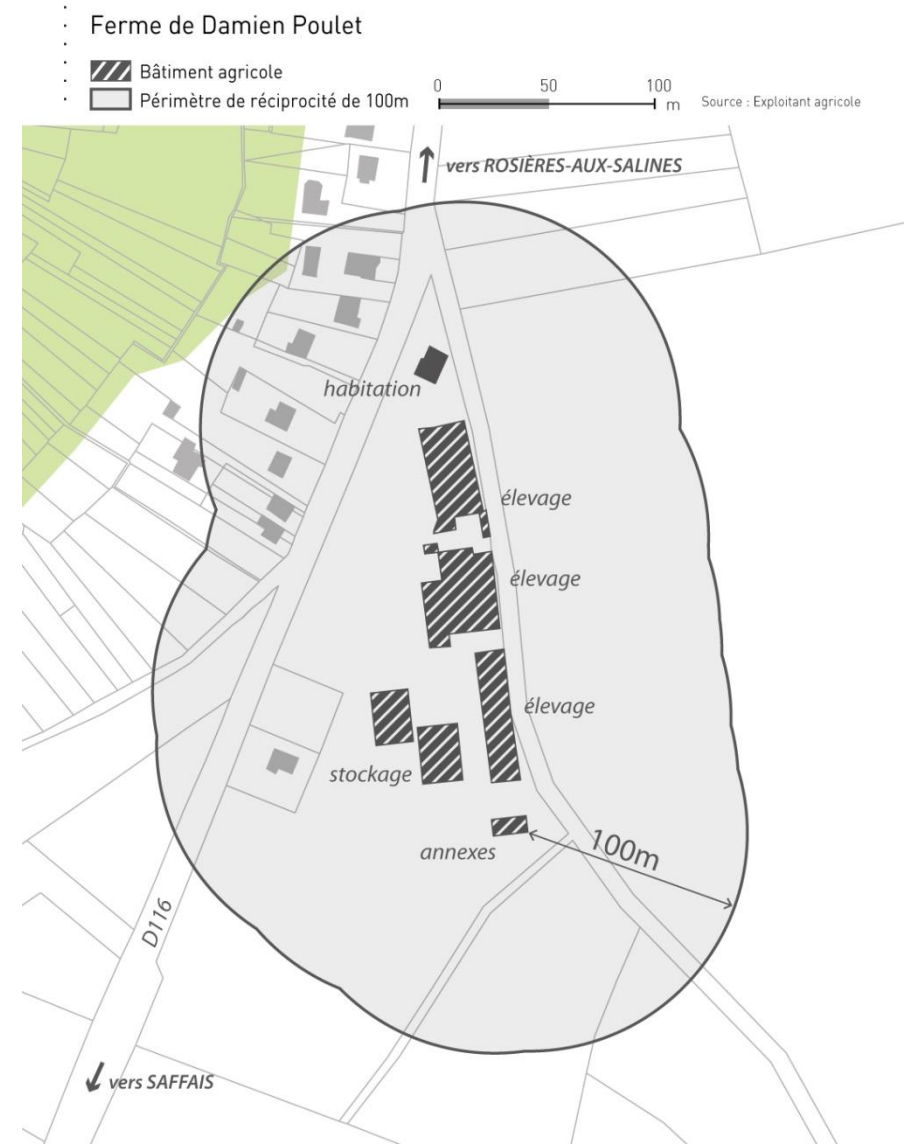 Ferme de Damien Poulet
Bâtiment agricole
Périmètre de réciprocité de 100m
0 50 100
m
Source : Exploitant agricole
vers ROSIÈRES-AUX-SALINES
habitation
élevage
élevage
élevage
stockage
annexes
100m
D116
vers SAFFAIS